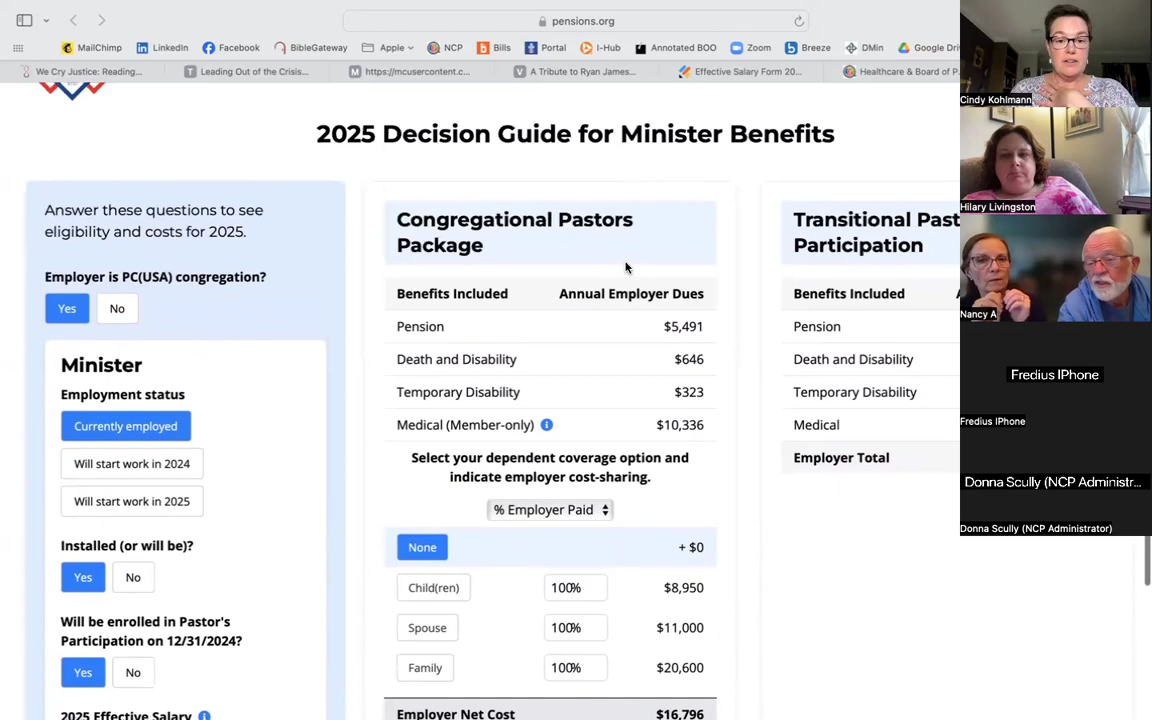 pensions.org
MailChimp
LinkedIn
Facebook
BibleGateway
Apple
NCP
Bills
Portal
I-Hub
Annotated BOO
Zoom
Breeze
DMin
Google Dri
We Cry Justice: Reading...
Leading Out of the Crisis...
https://mcusercontent.c...
A Tribute to Ryan James...
Effective Salary Form 20...
Healthcare & Board of P
2025 Decision Guide for Minister Benefits
Answer these questions to see
eligibility and costs for 2025.
Employer is PC(USA) congregation?
Yes No
Minister
Employment status
Currently employed
Will start work in 2024
Will start work in 2025
Installed (or will be)?
Yes No
Will be enrolled in Pastor's
Participation on 12/31/2024?
Yes No
2025 Effective Salary
Congregational Pastors
Package
Benefits Included Annual Employer Dues
Pension $5,491
Death and Disability $646
Temporary Disability $323
Medical (Member-only) $10,336
Select your dependent coverage option and
indicate employer cost-sharing.
% Employer Paid
None + $0
Child(ren) 100% $8,950
Spouse 100% $11,000
Family 100% $20,600
Employer Net Cost $16,796
Transitional Past
Participation
Benefits Included
Pension
Death and Disability
Temporary Disability
Medical
Employer Total
Cindy Kohlmann
Hilary Livingston
Nancy A
Fredius IPhone
Fredius IPhone
Donna Scully (NCP Administr...
Donna Scully (NCP Administrator)